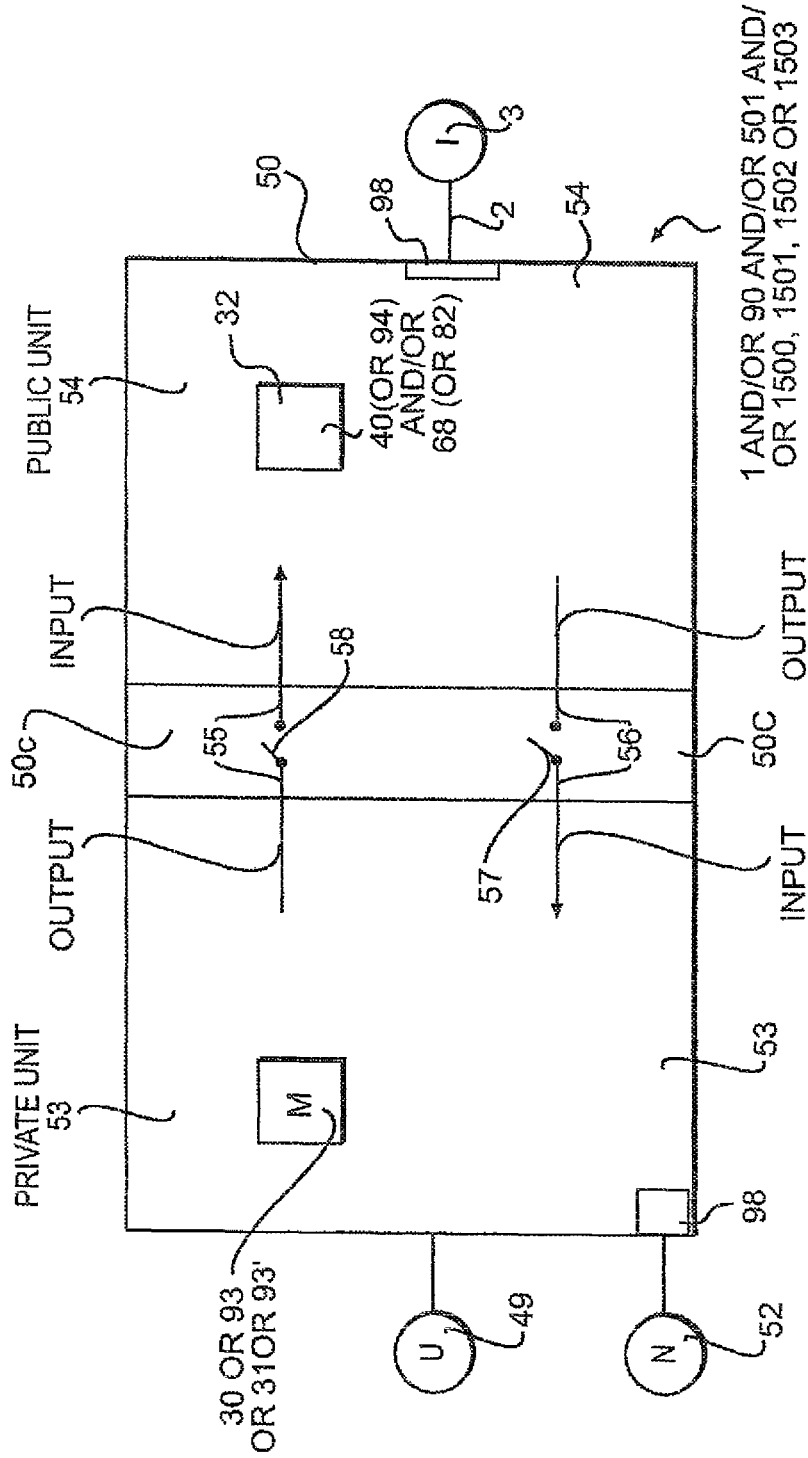 PRIVATE UNIT
53
OUTPUT
50c
INPUT
PUBLIC UNIT
54
50
98
2
I
3
32
40(OR 94)
AND/OR
68 (OR 82)
55
58
M
30 OR 93
OR 31OR 93'
U
49
N
52
98
53
57
56
INPUT
50C
OUTPUT
54
1 AND/OR 90 AND/OR 501 AND/
OR 1500, 1501, 1502 OR 1503